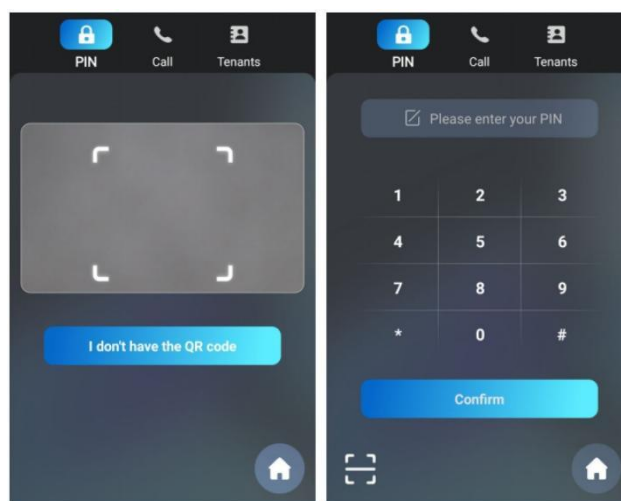 PIN Call Tenants
I don't have the QR code
PIN Call Tenants
Please enter your PIN
1 2 3
4 5 6
7 8 9
* 0 #
Confirm